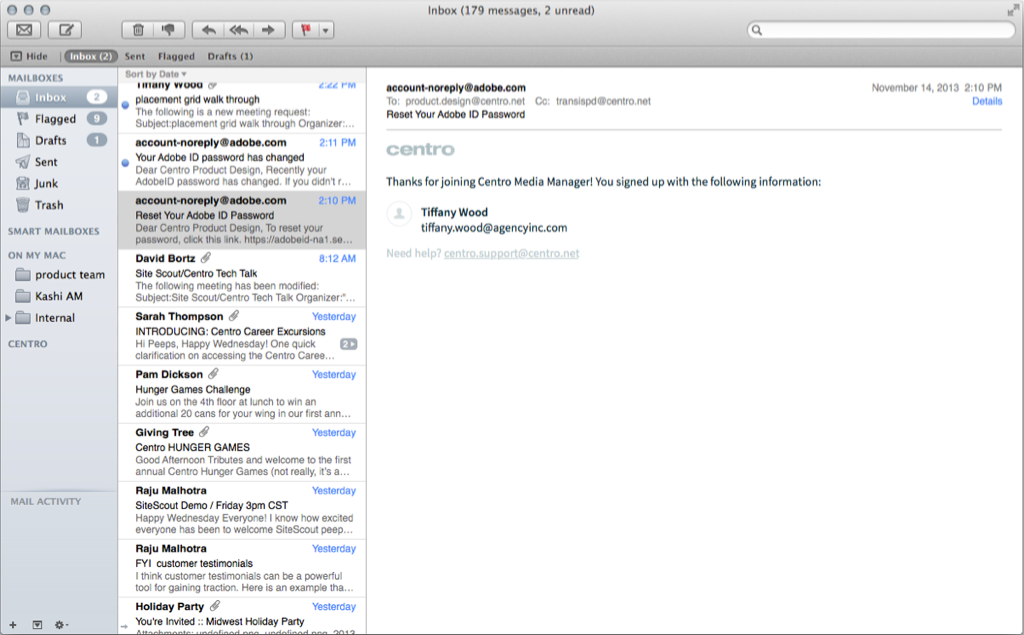 Inbox (179 messages, 2 unread)
Hide Inbox (2) Sent Flagged Drafts (1)
MAILBOXES
Inbox 2
Flagged 9
Drafts 1
Sent
Junk
Trash
SMART MAILBOXES
ON MY MAC
product team
Kashi AM
Internal
CENTRO
MAIL ACTIVITY
Sort by Date
Tiffany Wood 2:22 PM
placement grid walk through
The following is a new meeting request:
Subject:placement grid walk through Organizer:...
account-noreply@adobe.com 2:11 PM
Your Adobe ID password has changed
Dear Centro Product Design, Recently your
AdobeID password has changed. If you didn't r...
account-noreply@adobe.com 2:10 PM
Reset Your Adobe ID Password
Dear Centro Product Design, To reset your
password, click this link. https://adobeid-na1.se...
David Bortz 8:12 AM
Site Scout/Centro Tech Talk
The following meeting has been modified:
Subject:Site Scout/Centro Tech Talk Organizer:"...
Sarah Thompson Yesterday
INTRODUCING: Centro Career Excursions
Hi Peeps, Happy Wednesday! One quick
clarification on accessing the Centro Caree... 2
Pam Dickson Yesterday
Hunger Games Challenge
Join us on the 4th floor at lunch to win an
additional 20 cans for your wing in our first ann...
Giving Tree Yesterday
Centro HUNGER GAMES
Good Afternoon Tributes and welcome to the first
annual Centro Hunger Games (not really, it's a...
Raju Malhotra Yesterday
SiteScout Demo / Friday 3pm CST
Happy Wednesday Everyone! I know how excited
everyone has been to welcome SiteScout peep...
Raju Malhotra Yesterday
FYI customer testimonials
I think customer testimonials can be a powerful
tool for gaining traction. Here is an example tha...
Holiday Party Yesterday
You're Invited :: Midwest Holiday Party
Attachments: undefined.png, undefined.png, 2013
account-noreply@adobe.com November 14, 2013 2:10 PM
To: product.design@centro.net Cc: transispd@centro.net Details
Reset Your Adobe ID Password
centro
Thanks for joining Centro Media Manager! You signed up with the following information:
Tiffany Wood
tiffany.wood@agencyinc.com
Need help? centro.support@centro.net